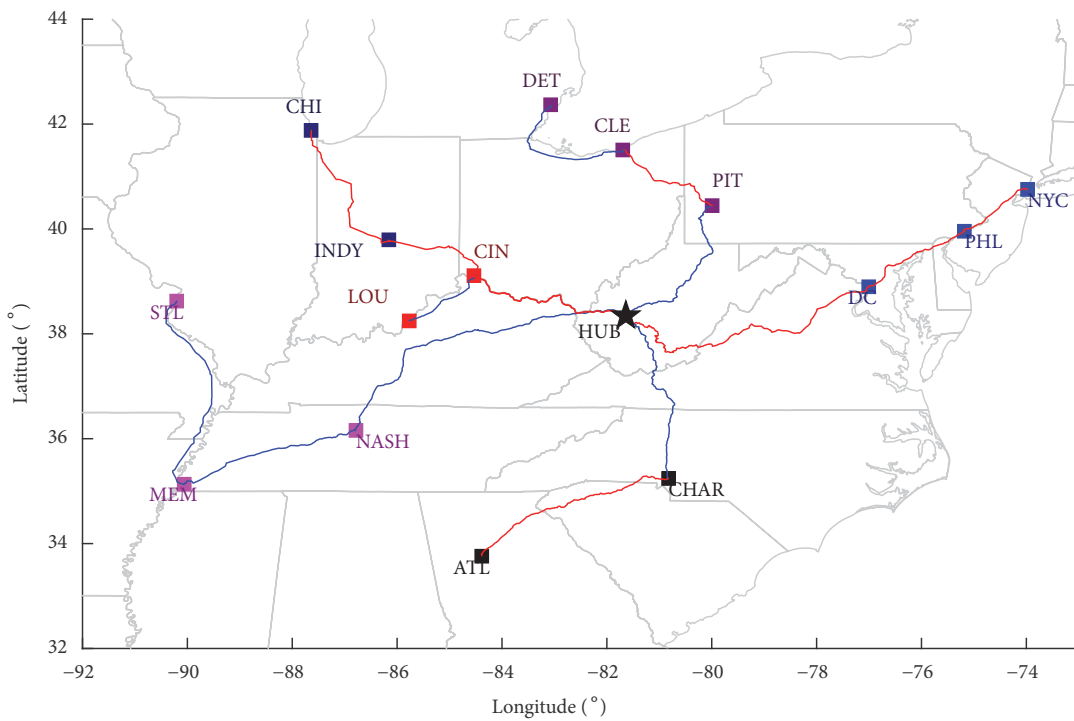 44
42
40
38
36
34
32
Latitude (°)
DET
CHI
CLE
PIT
NYC
PHL
INDY
CIN
DC
LOU
STL
HUB
NASH
MEM
CHAR
ATL
−92
−90
−88
−86
−84
−82
−80
−78
−76
−74
Longitude (°)